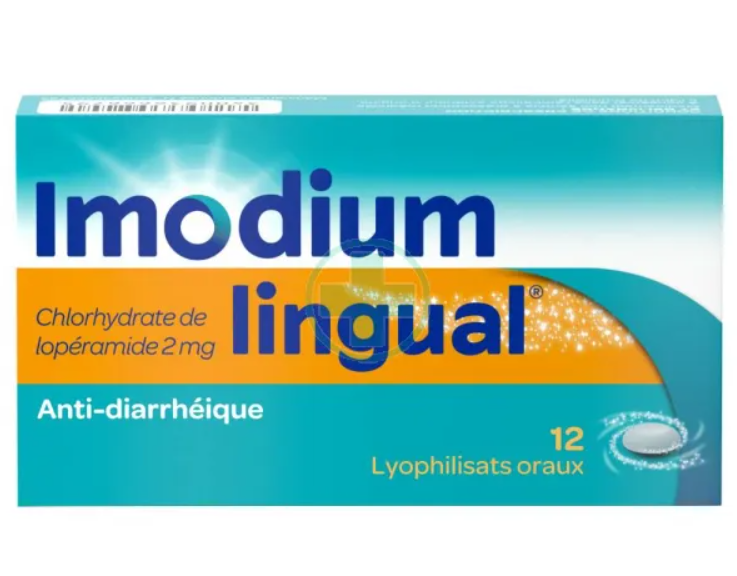 Imodium
lingual®
Chlorhydrate de
lopéramide 2 mg
Anti-diarrhéique
12
Lyophilisats oraux